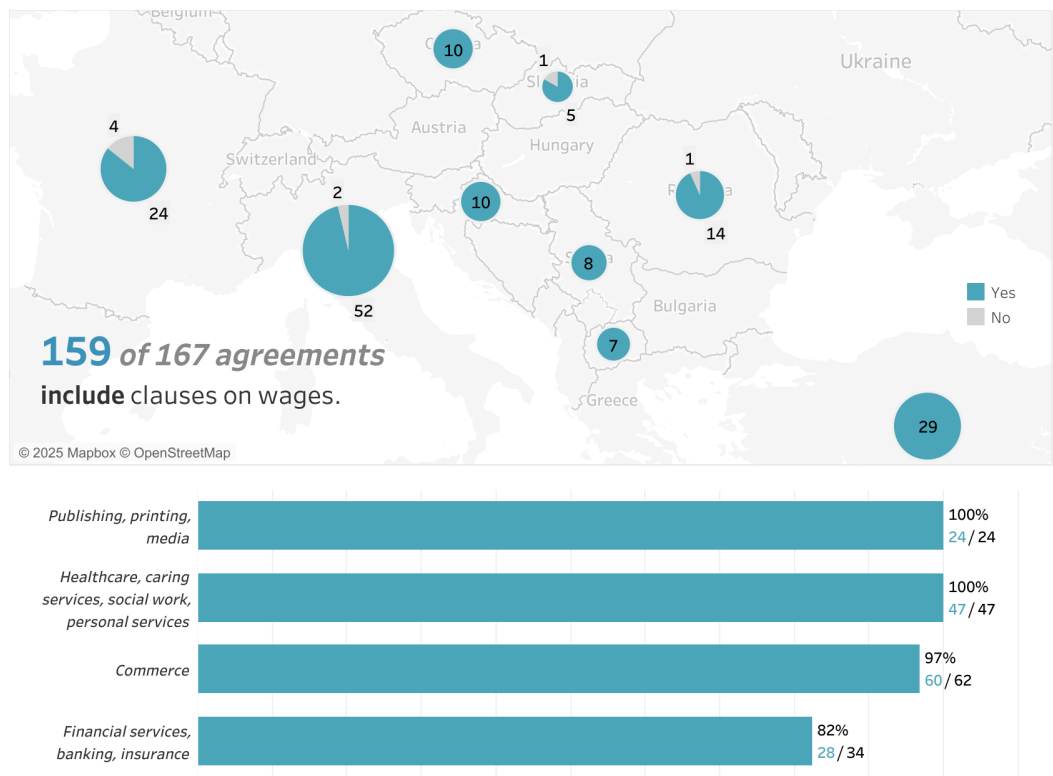 Belgium
10
Ukraine
1
5
4
Austria
Hungary
Switzerland
1
24
2
10
14
8
Yes
Bulgaria
52
No
7
159 of 167 agreements
include clauses on wages.
Greece
29
© 2025 Mapbox © OpenStreetMap
Publishing, printing,
media
100%
24/24
Healthcare, caring
services, social work,
personal services
100%
47/47
Commerce
97%
60/62
Financial services,
banking, insurance
82%
28/34